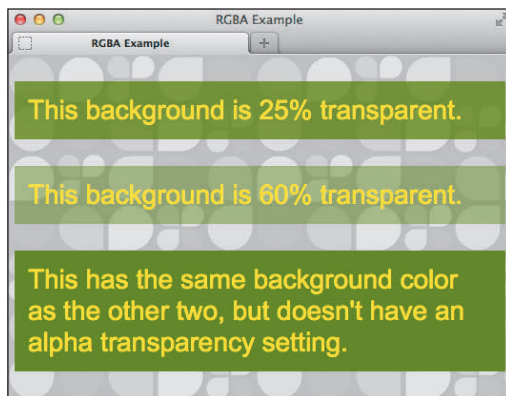 RGBA Example
RGBA Example
This background is 25% transparent.
This background is 60% transparent.
This has the same background color
as the other two, but doesn't have an
alpha transparency setting.